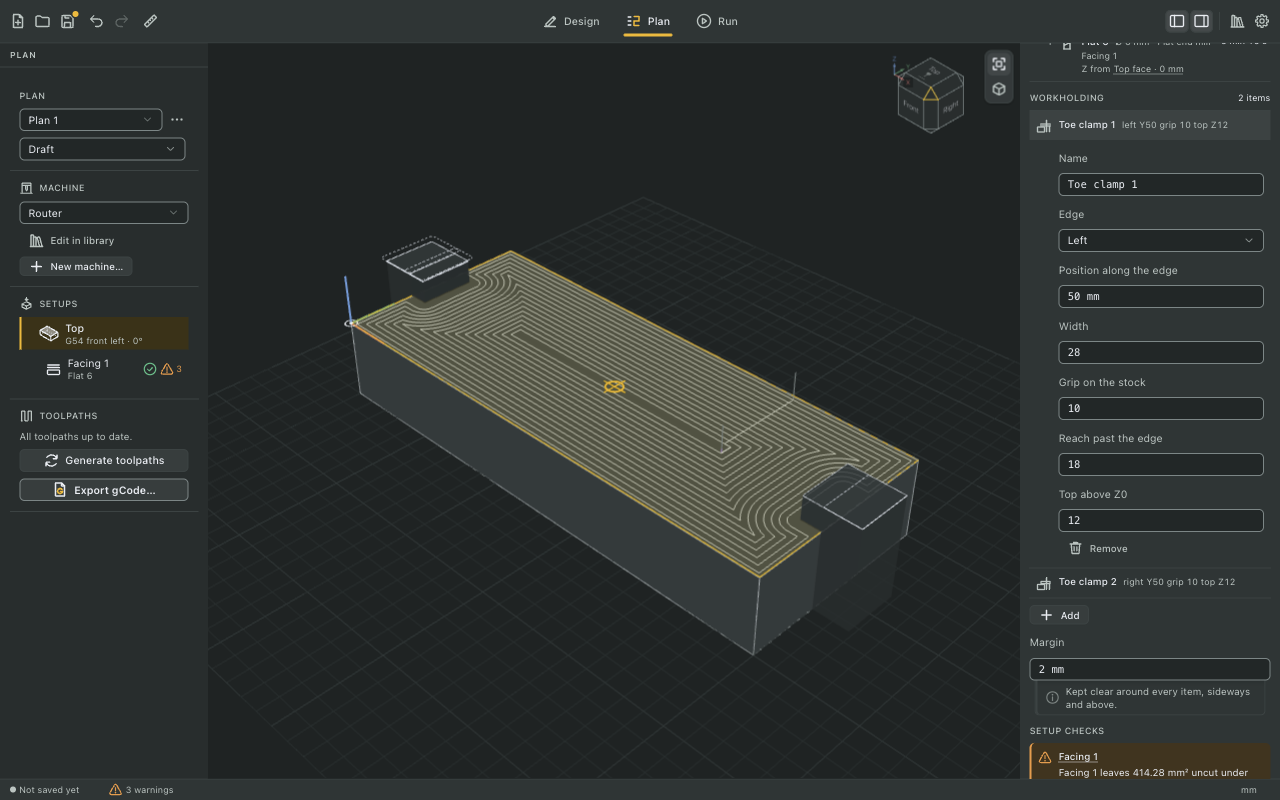 Design
Plan
Run
PLAN
PLAN
Plan 1
Draft
MACHINE
Router
Edit in library
New machine...
SETUPS
Top
G54 front left · 0°
Facing 1
Flat 6
3
TOOLPATHS
All toolpaths up to date.
Generate toolpaths
Export gCode...
Front
Right
Facing 1
Z from Top face · 0 mm
WORKHOLDING
2 items
Toe clamp 1 left Y50 grip 10 top Z12
Name
Toe clamp 1
Edge
Left
Position along the edge
50 mm
Width
28
Grip on the stock
10
Reach past the edge
18
Top above Z0
12
Remove
Toe clamp 2 right Y50 grip 10 top Z12
Add
Margin
2 mm
Kept clear around every item, sideways
and above.
SETUP CHECKS
Facing 1
Facing 1 leaves 414.28 mm² uncut under
Not saved yet
3 warnings
mm